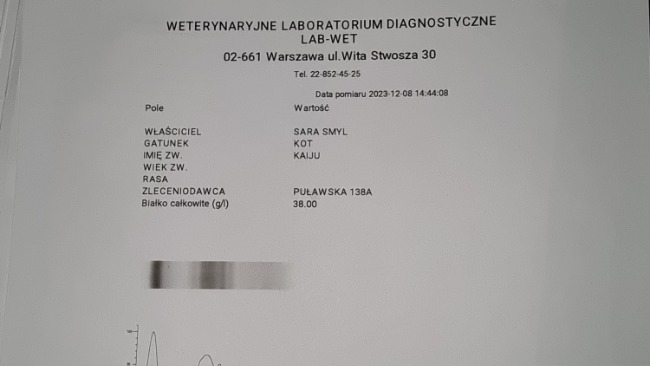 WETERYNARYJNE LABORATORIUM DIAGNOSTYCZNE
LAB-WET
02-661 Warszawa ul.Wita Stwosza 30
Tel. 22-852-45-25
Data pomiaru 2023-12-08 14:44:08
Pole Wartość
WŁAŚCICIEL SARA SMYL
GATUNEK KOT
IMIĘ ZW. KAIJU
WIEK ZW.
RASA
ZLECENIODAWCA PUŁAWSKA 138A
Białko całkowite (g/l) 38.00